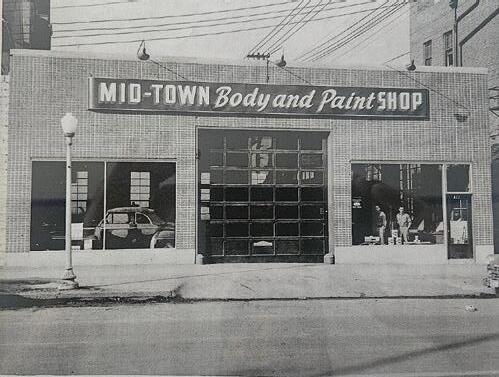 MID-TOWN Body and Paint SHOP